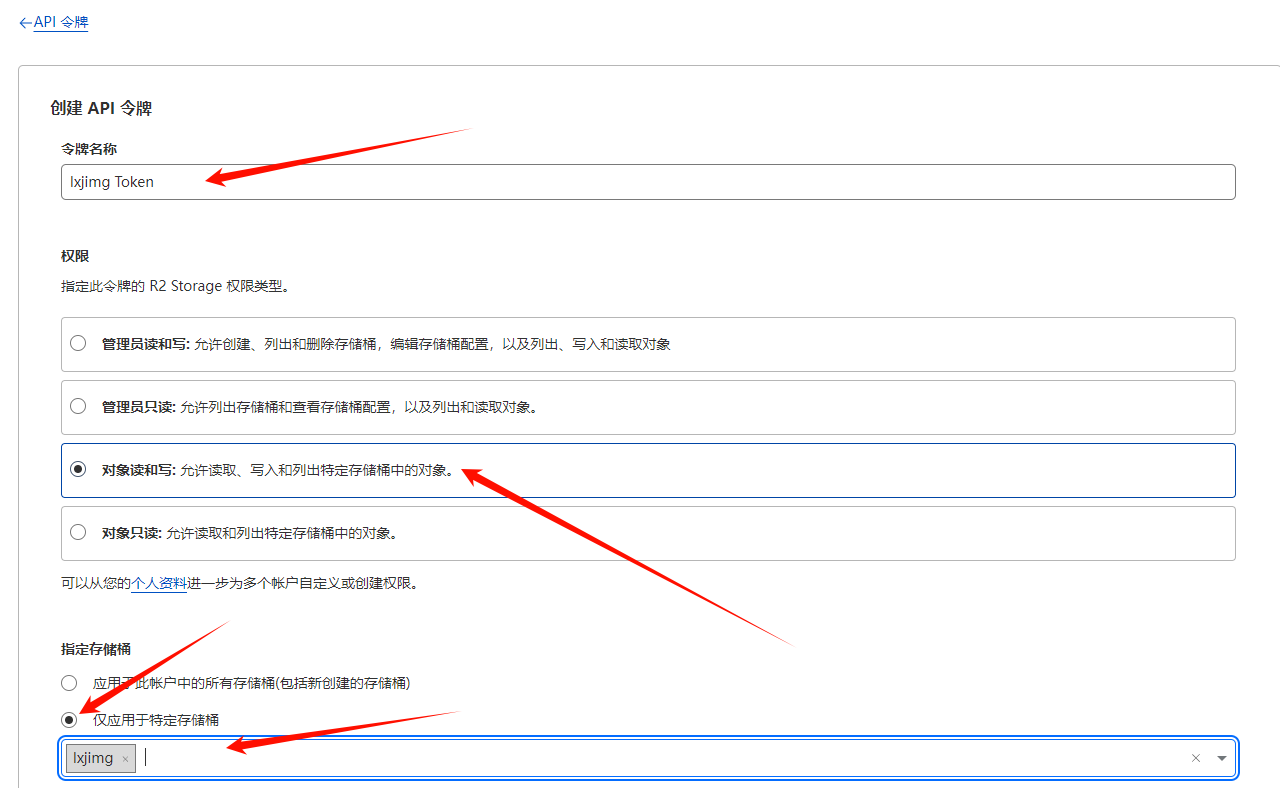 ←API 令牌
创建 API 令牌
令牌名称
lxjimg Token
权限
指定此令牌的 R2 Storage 权限类型。
管理员读和写: 允许创建、列出和删除存储桶，编辑存储桶配置，以及列出、写入和读取对象
管理员只读: 允许列出存储桶和查看存储桶配置，以及列出和读取对象。
对象读和写: 允许读取、写入和列出特定存储桶中的对象。
对象只读: 允许读取和列出特定存储桶中的对象。
可以从您的个人资料进一步为多个帐户自定义或创建权限。
指定存储桶
应用于此帐户中的所有存储桶(包括新创建的存储桶)
仅应用于特定存储桶
lxjimg ×